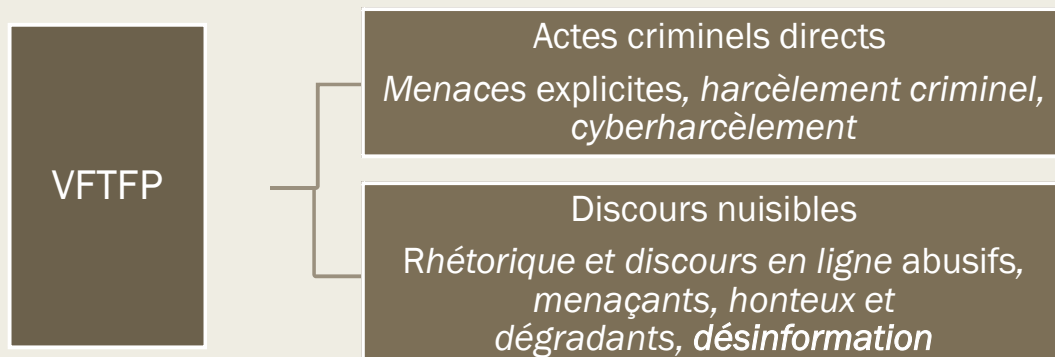 VFTFP
Actes criminels directs
Menaces explicites, harcèlement criminel,
cyberharcèlement
Discours nuisibles
Rhétorique et discours en ligne abusifs,
menaçants, honteux et
dégradants, désinformation